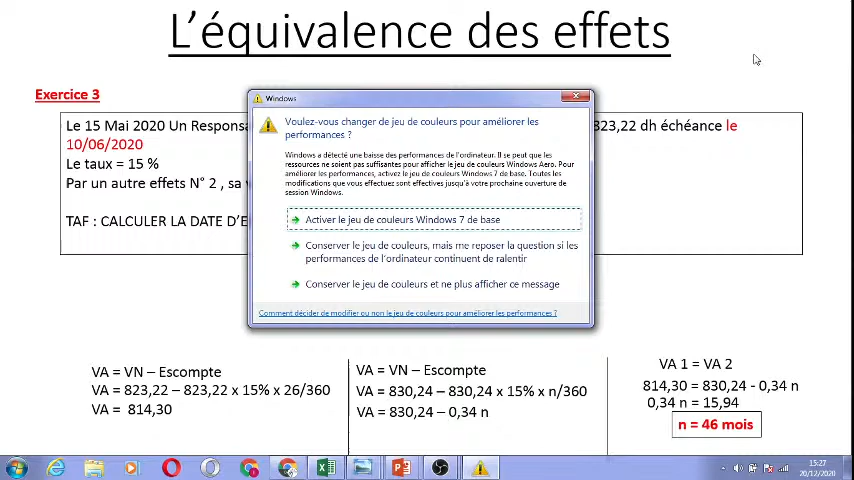 L'équivalence des effets
Exercice 3
Le 15 Mai 2020 Un Responsa
823,22 dh échéance le
10/06/2020
Le taux = 15 %
Par un autre effets N° 2 , sa
TAF : CALCULER LA DATE D'E
Windows
Voulez-vous changer de jeu de couleurs pour améliorer les
performances ?
Windows a détecté une baisse des performances de l'ordinateur. Il se peut que les
ressources ne soient pas suffisantes pour afficher le jeu de couleurs Windows Aero. Pour
améliorer les performances, activez le jeu de couleurs Windows 7 de base. Toutes les
modifications que vous effectuez sont effectives jusqu'à votre prochaine ouverture de
session Windows.
Activer le jeu de couleurs Windows 7 de base
Conserver le jeu de couleurs, mais me reposer la question si les
performances de l'ordinateur continuent de ralentir
Conserver le jeu de couleurs et ne plus afficher ce message
Comment décider de modifier ou non le jeu de couleurs pour améliorer les performances ?
VA = VN – Escompte
VA = 823,22 – 823,22 x 15% x 26/360
VA = 814,30
VA = VN – Escompte
VA = 830,24 – 830,24 x 15% x n/360
VA = 830,24 – 0,34 n
VA 1 = VA 2
814,30 = 830,24 - 0,34 n
0,34 n = 15,94
n = 46 mois
15:27
20/12/2020